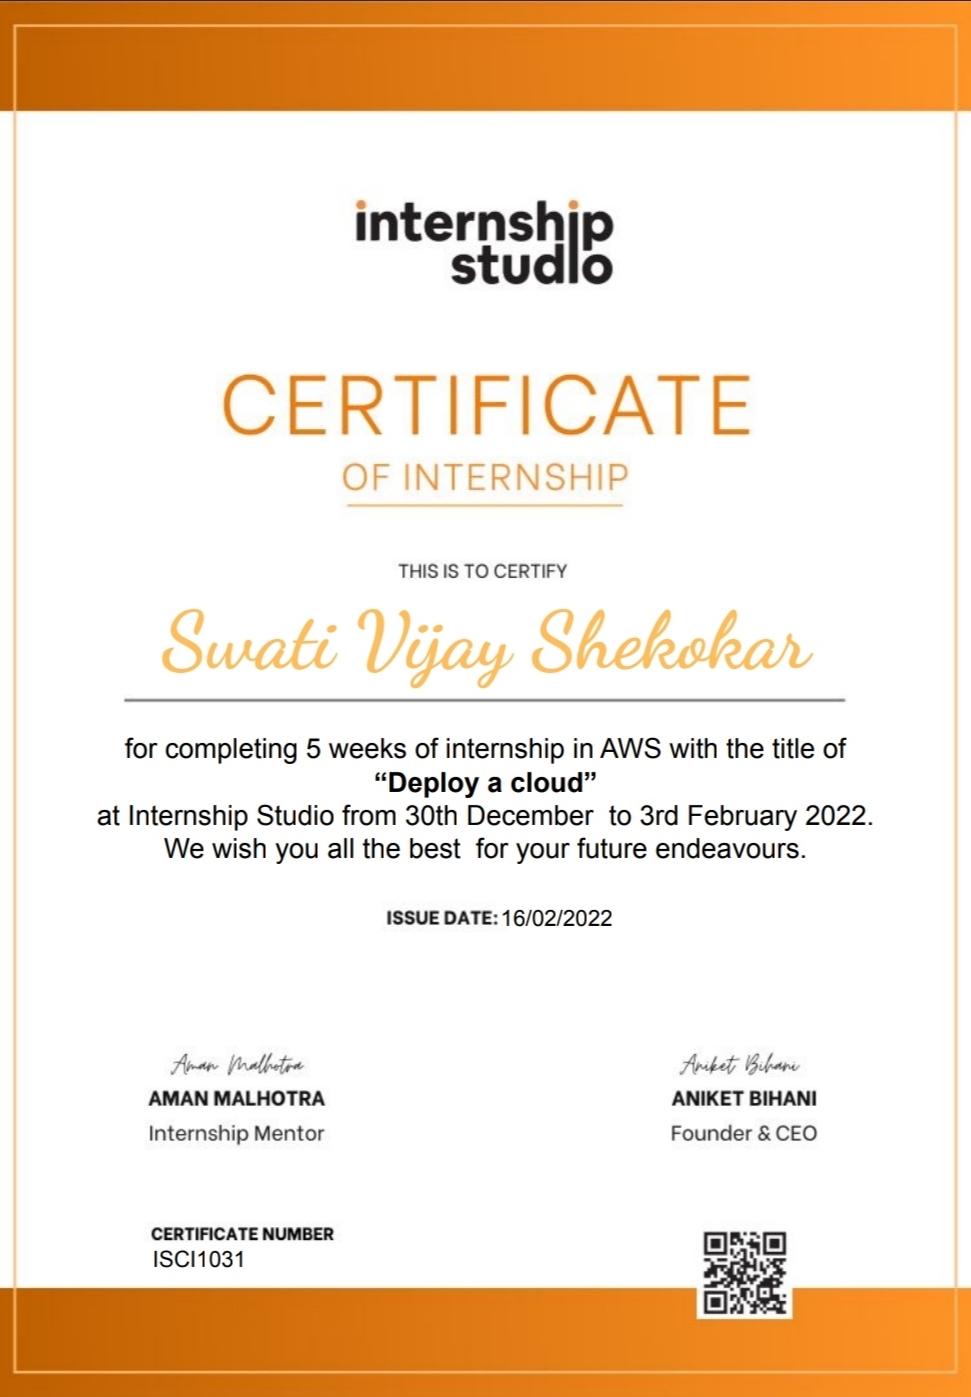 internship
studio
CERTIFICATE
OF INTERNSHIP
THIS IS TO CERTIFY
Swati Vijay Shekokar
for completing 5 weeks of internship in AWS with the title of
“Deploy a cloud”
at Internship Studio from 30th December  to 3rd February 2022.
We wish you all the best  for your future endeavours.
ISSUE DATE: 16/02/2022
Aman Malhotra
AMAN MALHOTRA
Internship Mentor
Aniket Bihani
ANIKET BIHANI
Founder & CEO
CERTIFICATE NUMBER
ISCI1031